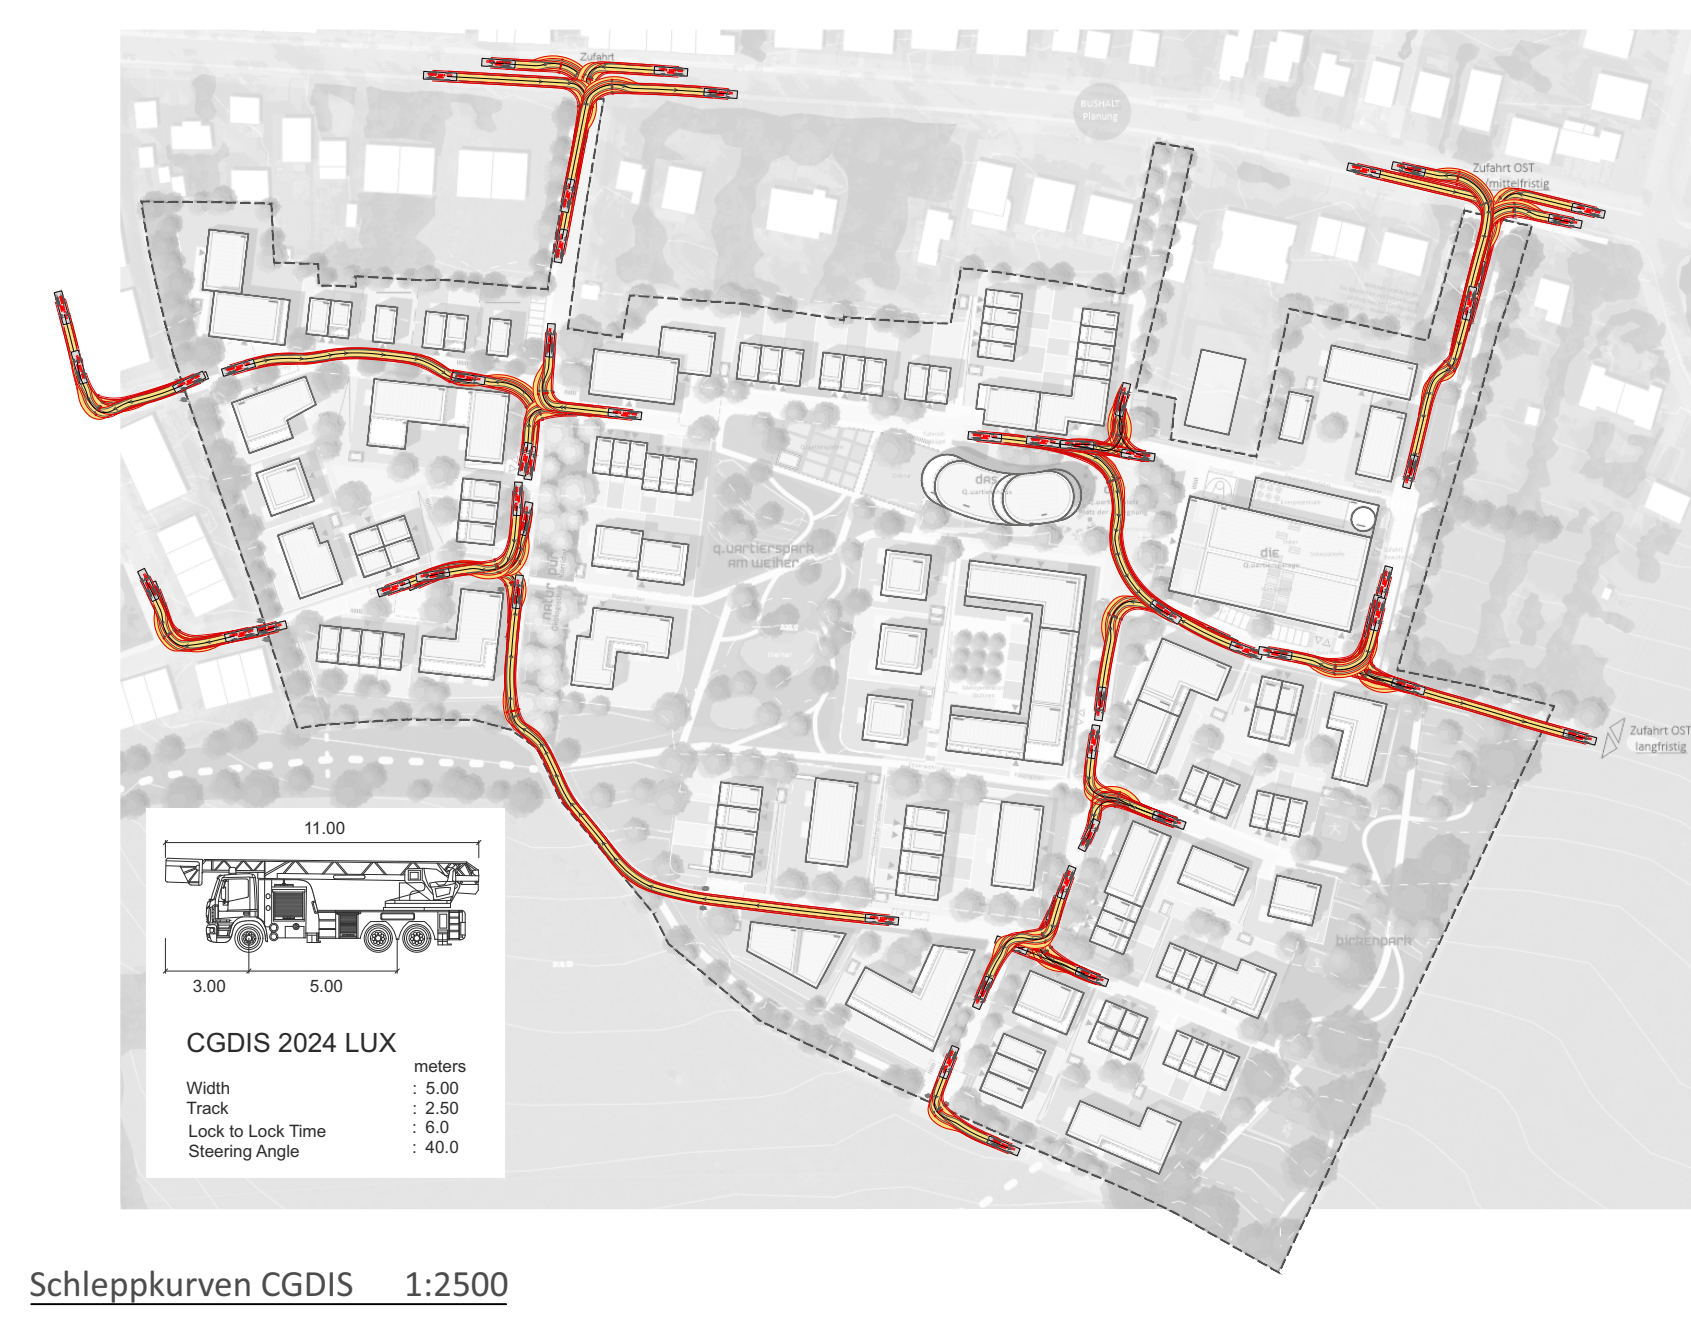 Zufahrt
BUSHALT
Planung
Zufahrt OST
/mittelfristig
das
Q.uartiershaus
q.uartierspark
AM WEIHER
die
Q.uartiersgarage
Zufahrt OST
langfristig
birkenpark
11.00
3.00
5.00
CGDIS 2024 LUX
meters
Width : 5.00
Track : 2.50
Lock to Lock Time : 6.0
Steering Angle : 40.0
Schleppkurven CGDIS 1:2500